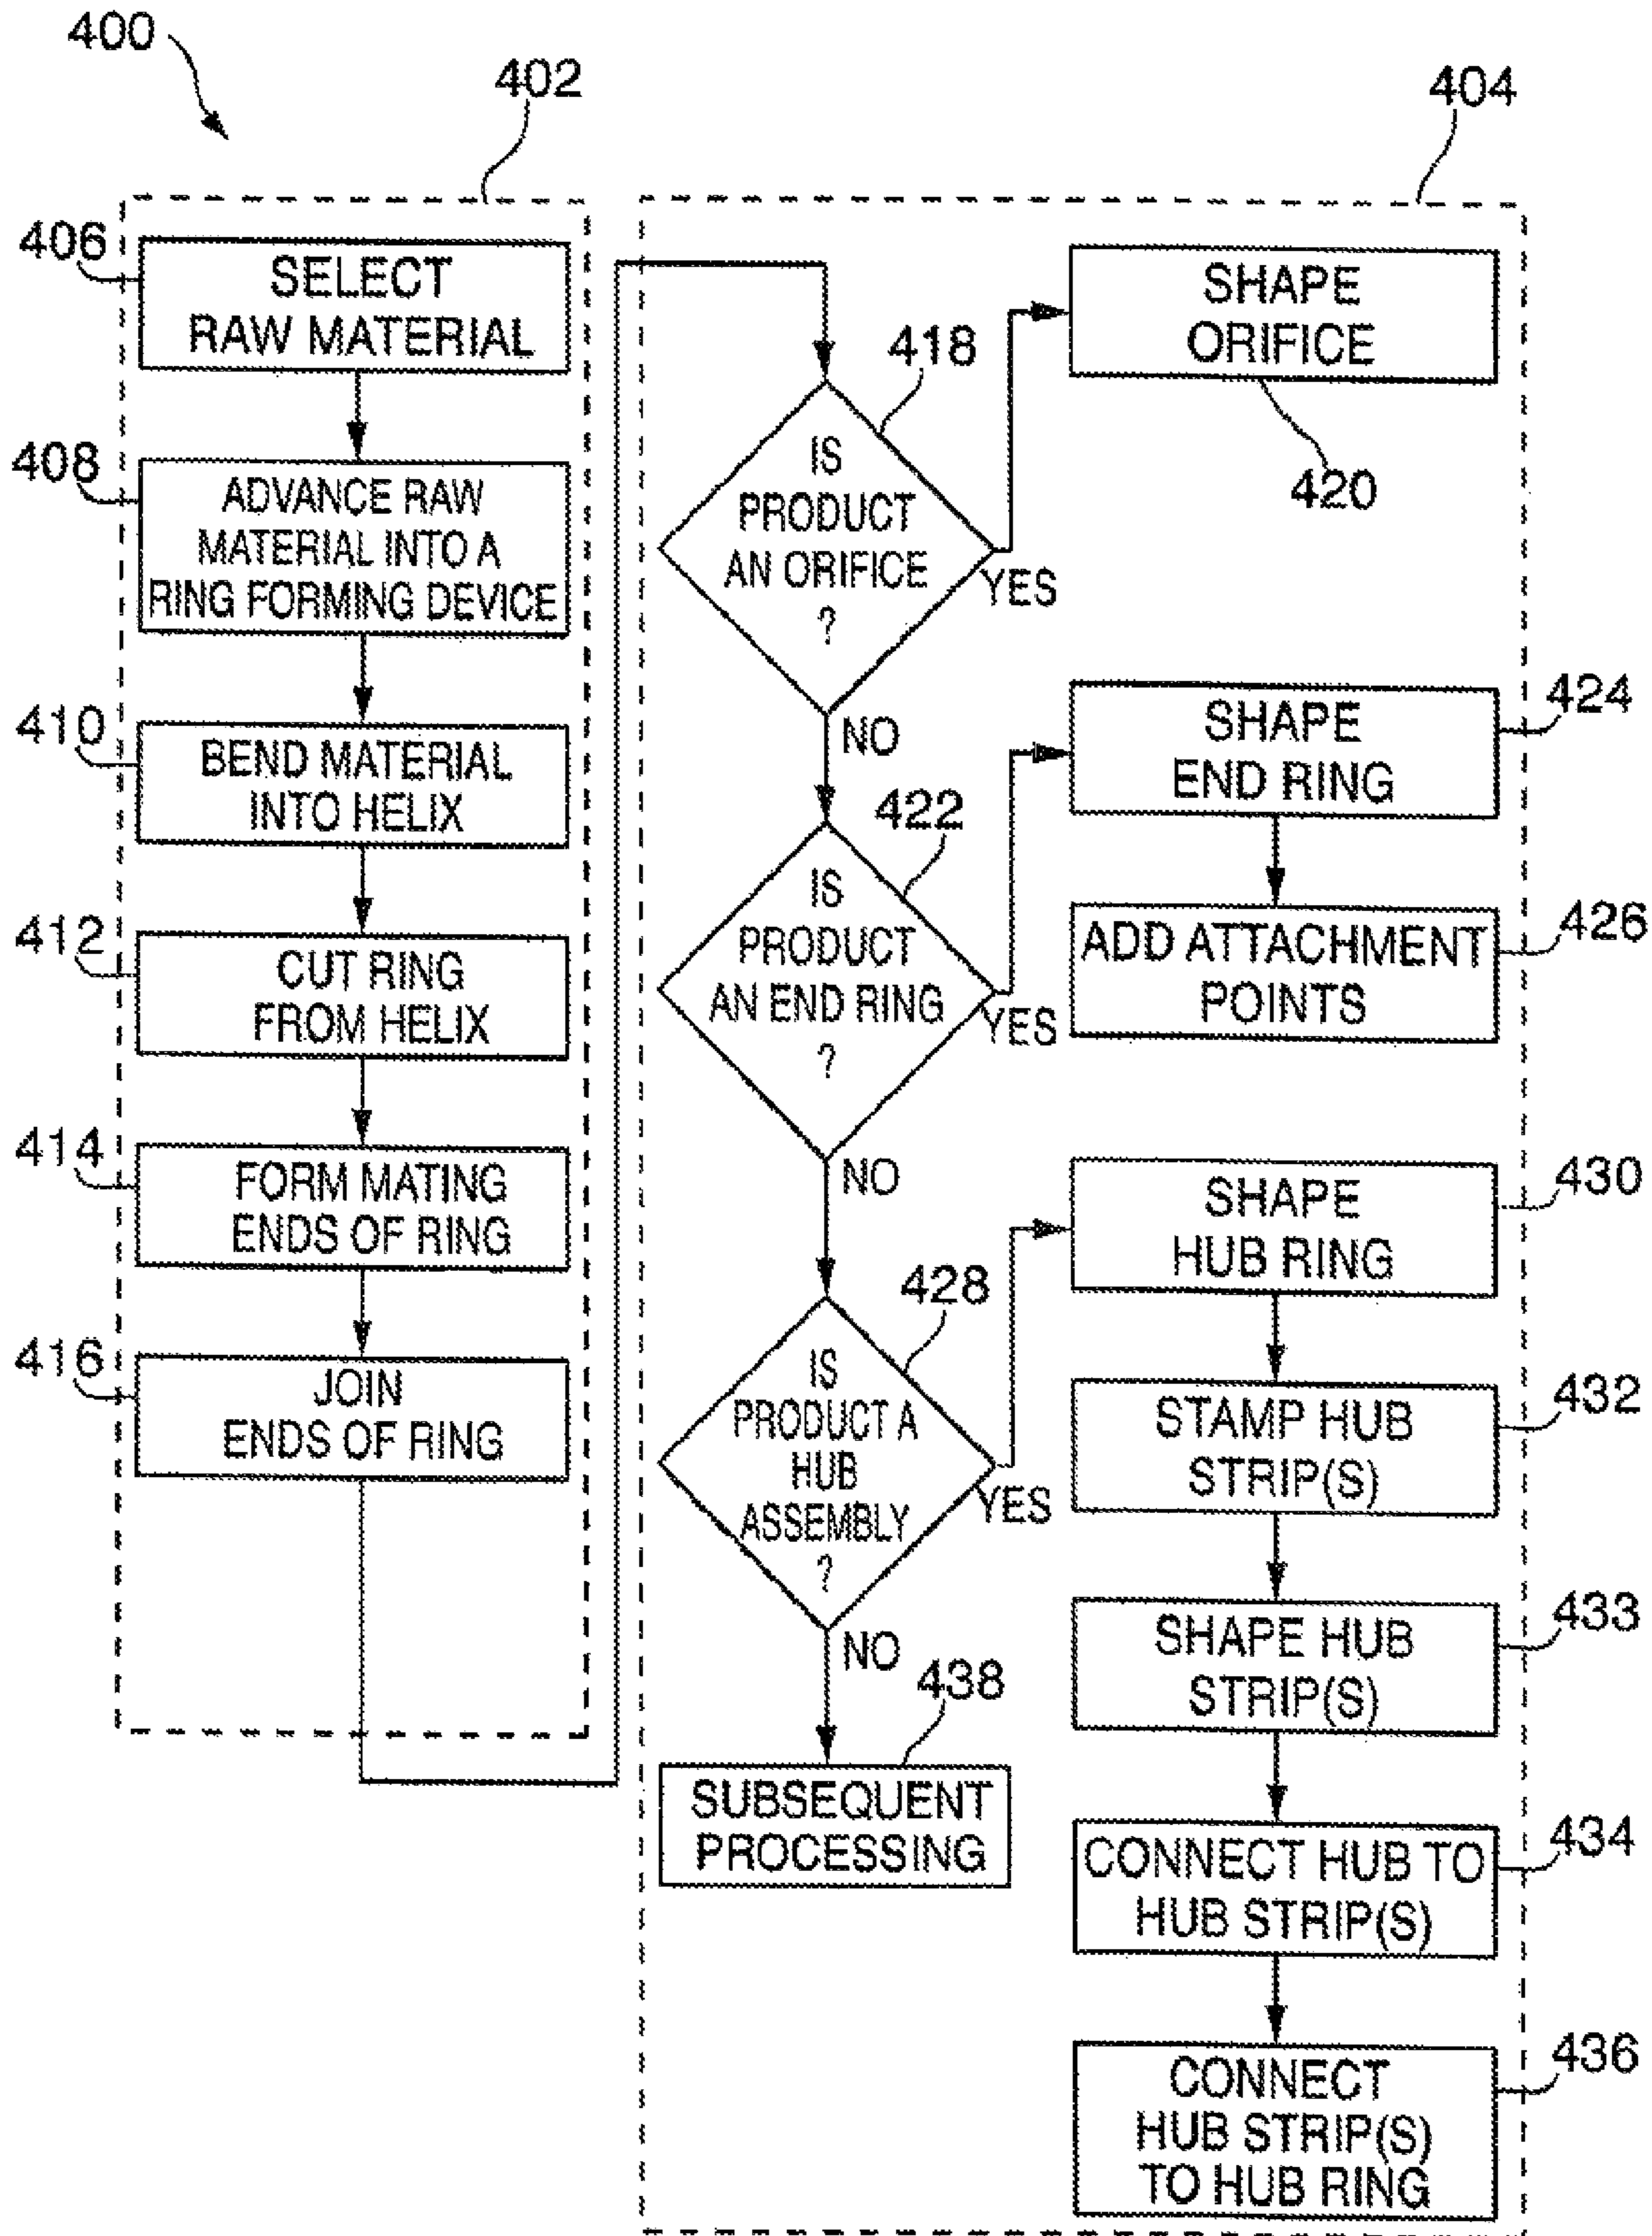 400
402
404
406
SELECT
RAW MATERIAL
408
ADVANCE RAW
MATERIAL INTO A
RING FORMING DEVICE
410
BEND MATERIAL
INTO HELIX
412
CUT RING
FROM HELIX
414
FORM MATING
ENDS OF RING
416
JOIN
ENDS OF RING
418
IS
PRODUCT
AN ORIFICE
?
YES
NO
SHAPE
ORIFICE
420
422
IS
PRODUCT
AN END RING
?
YES
NO
424
SHAPE
END RING
426
ADD ATTACHMENT
POINTS
428
IS
PRODUCT A
HUB
ASSEMBLY
?
YES
NO
430
SHAPE
HUB RING
432
STAMP HUB
STRIP(S)
433
SHAPE HUB
STRIP(S)
434
CONNECT HUB TO
HUB STRIP(S)
436
CONNECT
HUB STRIP(S)
TO HUB RING
438
SUBSEQUENT
PROCESSING